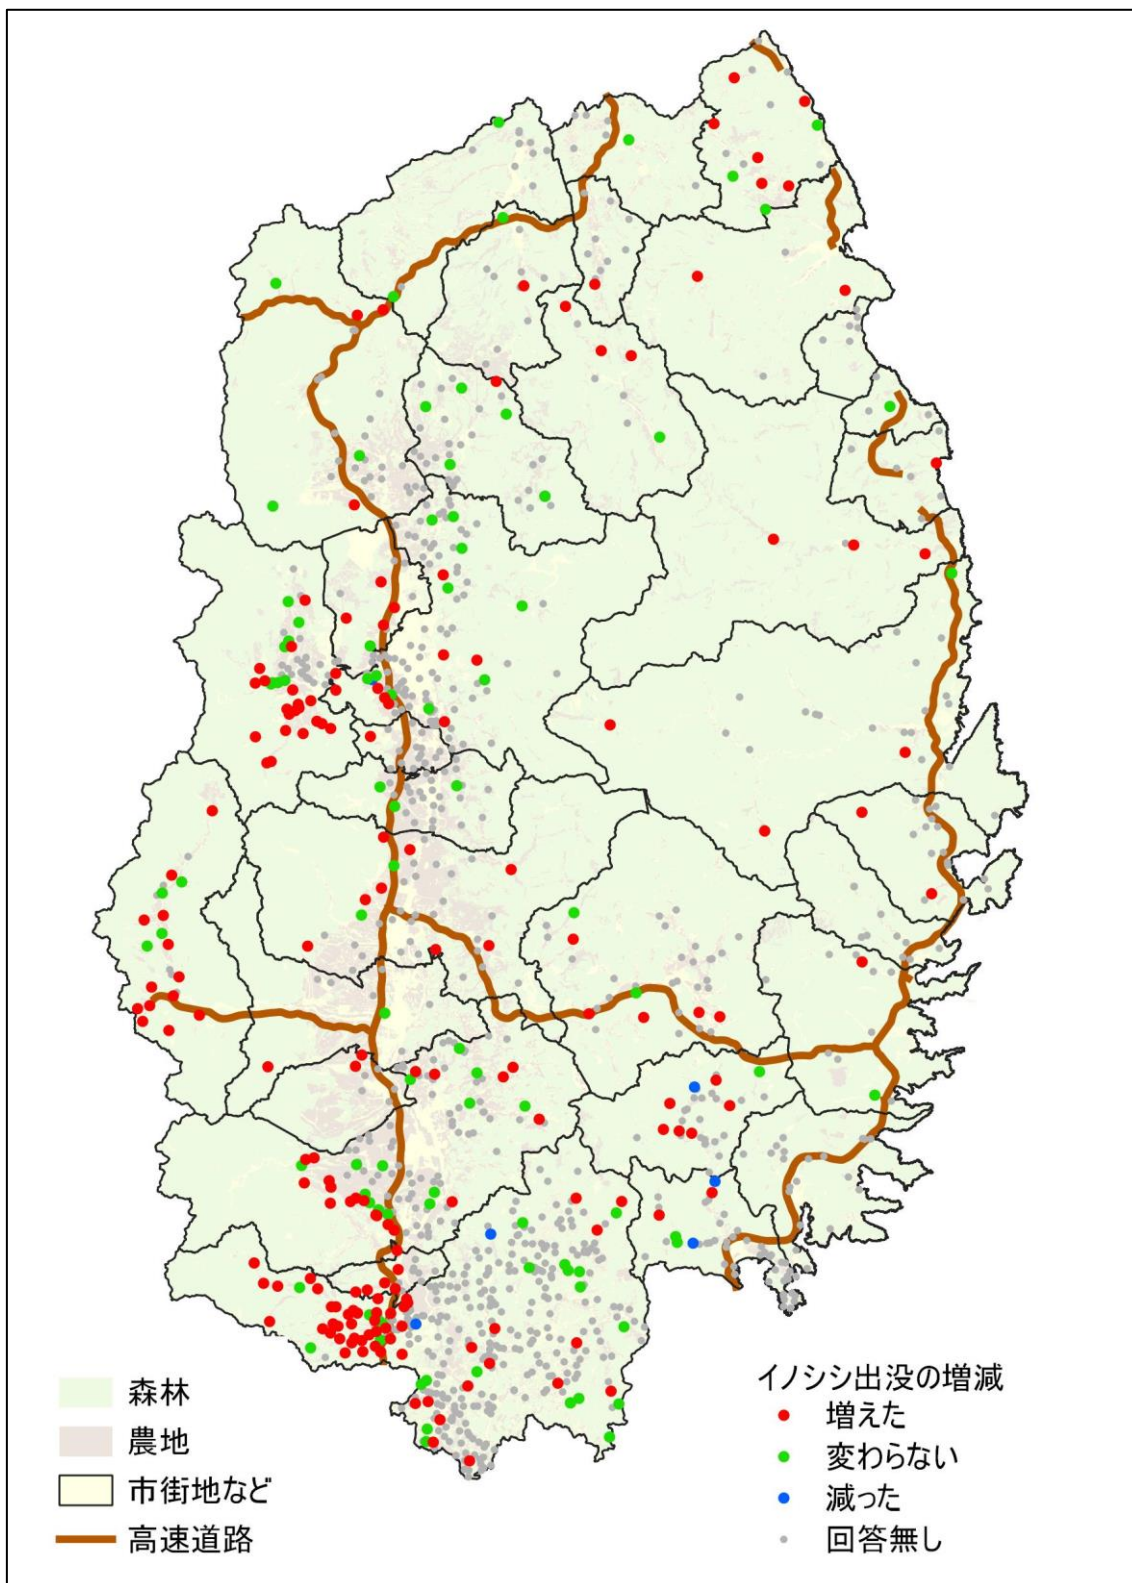 森林
農地
市街地など
高速道路
イノシシ出没の増減
増えた
変わらない
減った
回答無し